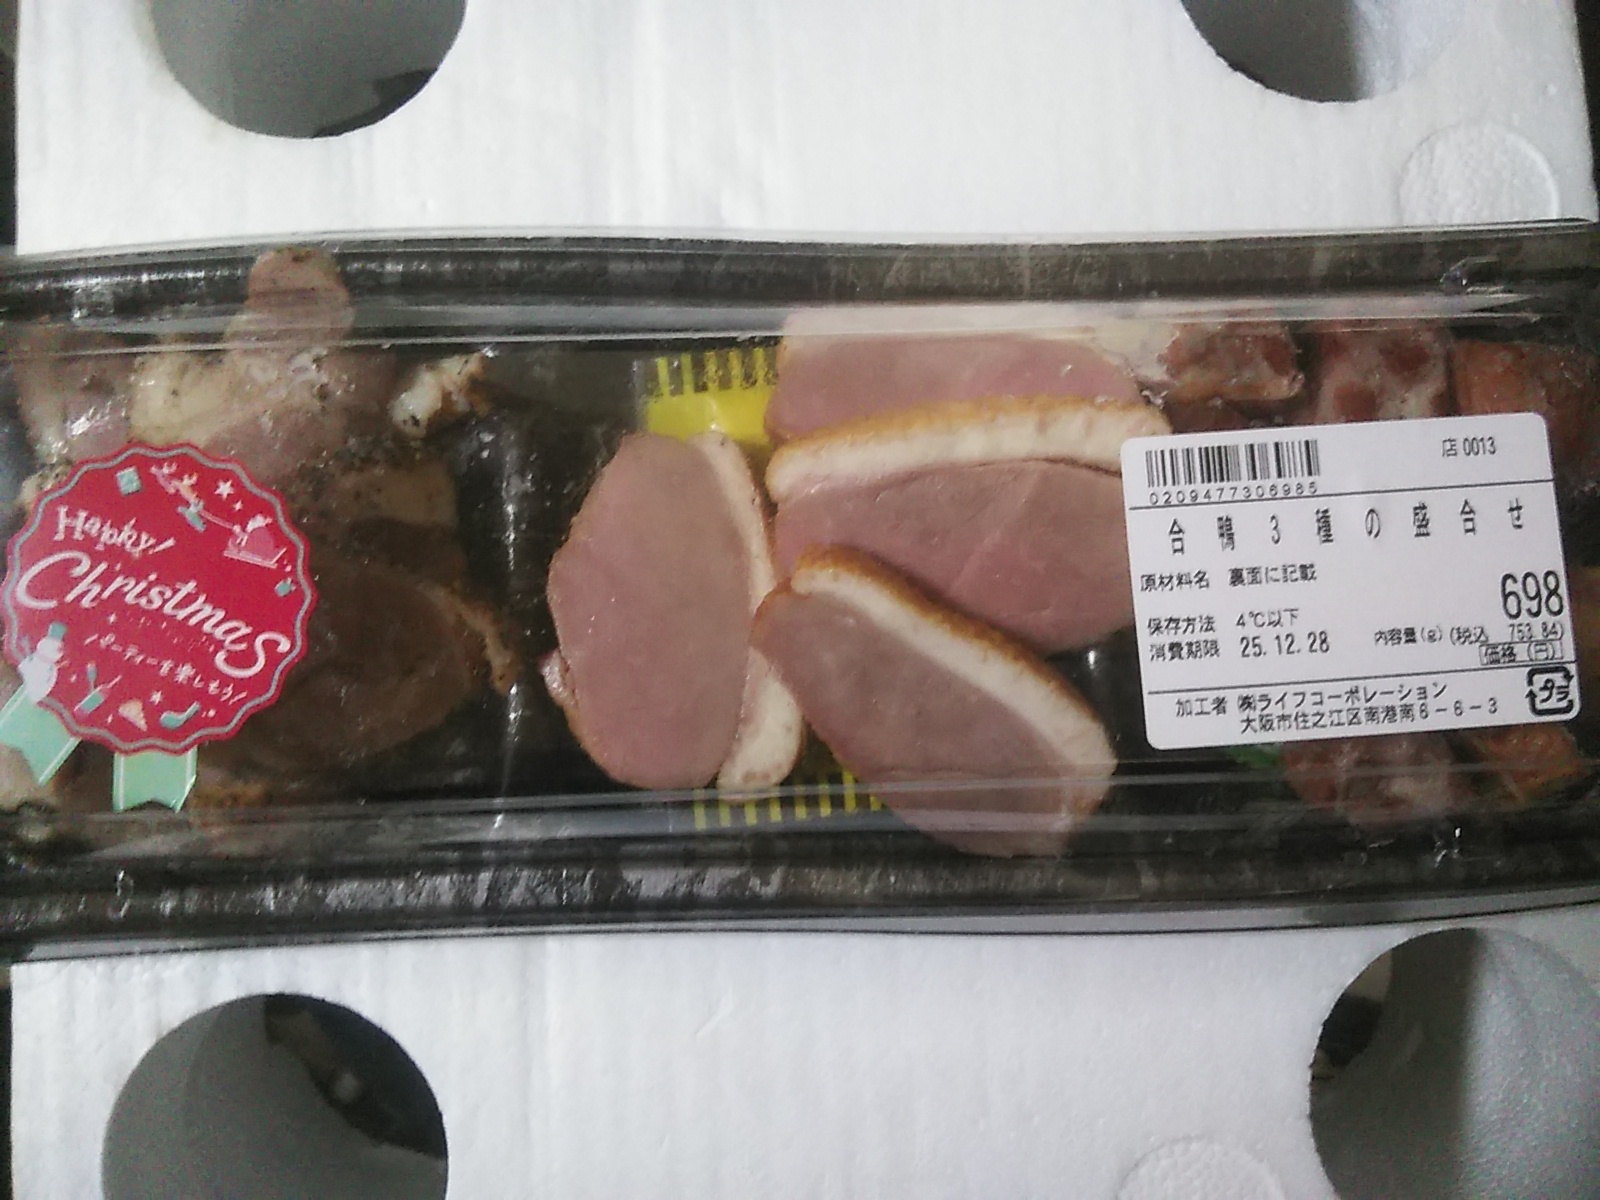 Happy!
Christmas
パーティーを楽しもう!
店 0013
0209477306985
合鴨3種の盛合せ
原材料名 裏面に記載
698
保存方法 4℃以下
消費期限 25.12.28
内容量(g) (税込 753.84)
価格 (円)
プラ
加工者 ㈱ライフコーポレーション
大阪市住之江区南港南6-6-3